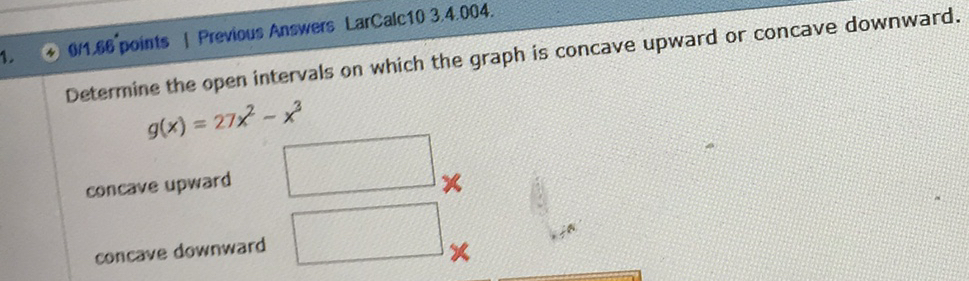 1. 0/1.66 points | Previous Answers LarCalc10 3.4.004.
Determine the open intervals on which the graph is concave upward or concave downward.
g(x) = 27x² − x³
concave upward
concave downward